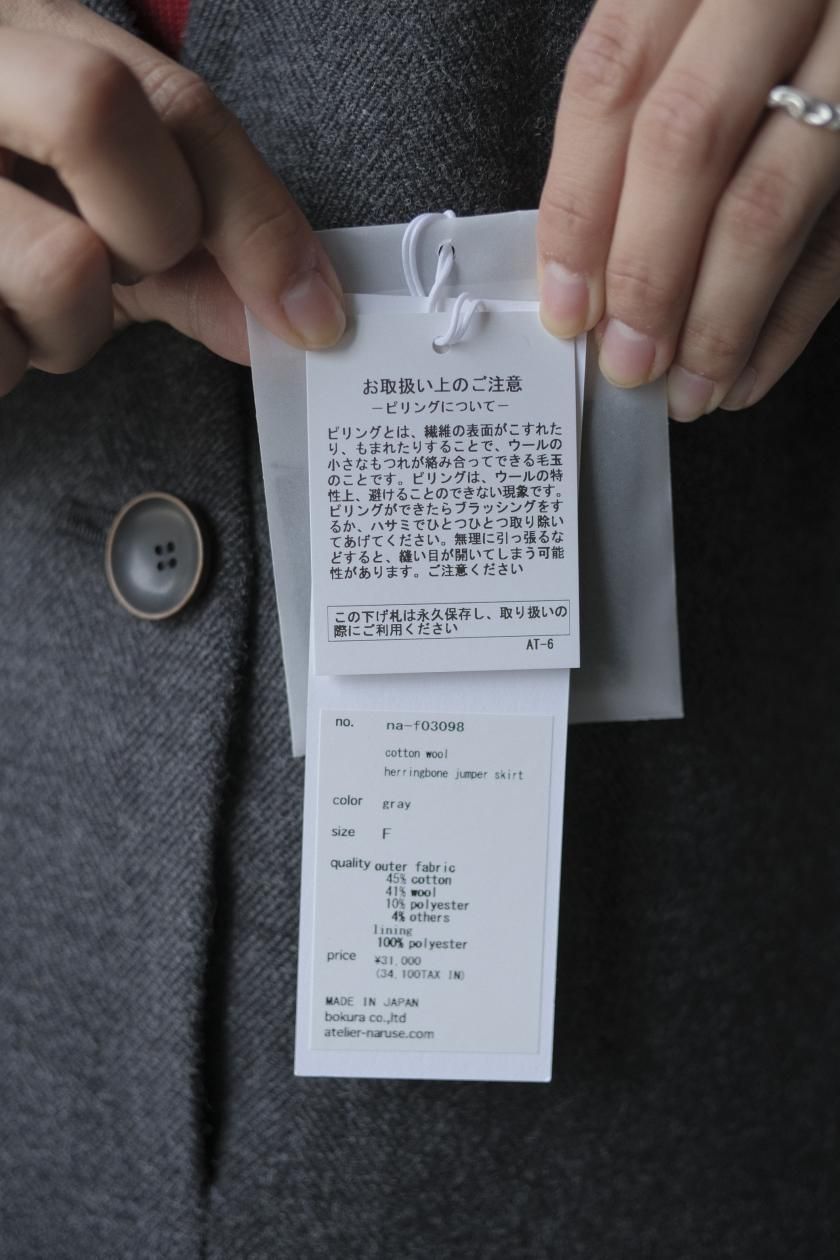 お取扱い上のご注意
－ピリングについて－
ピリングとは、繊維の表面がこすれた
り、もまれたりすることで、ウールの
小さなもつれが絡み合ってできる毛玉
のことです。ピリングは、ウールの特
性上、避けることのできない現象です。
ピリングができたらブラッシングをす
るか、ハサミでひとつひとつ取り除い
てあげてください。無理に引っ張るな
どすると、縫い目が開いてしまう可能
性があります。ご注意ください
この下げ札は永久保存し、取り扱いの
際にご利用ください
AT-6
no. na-f03098
cotton wool
herringbone jumper skirt
color gray
size F
quality outer fabric
45% cotton
41% wool
10% polyester
4% others
lining
100% polyester
price ¥31,000
(34,100TAX IN)
MADE IN JAPAN
bokura co.,ltd
atelier-naruse.com